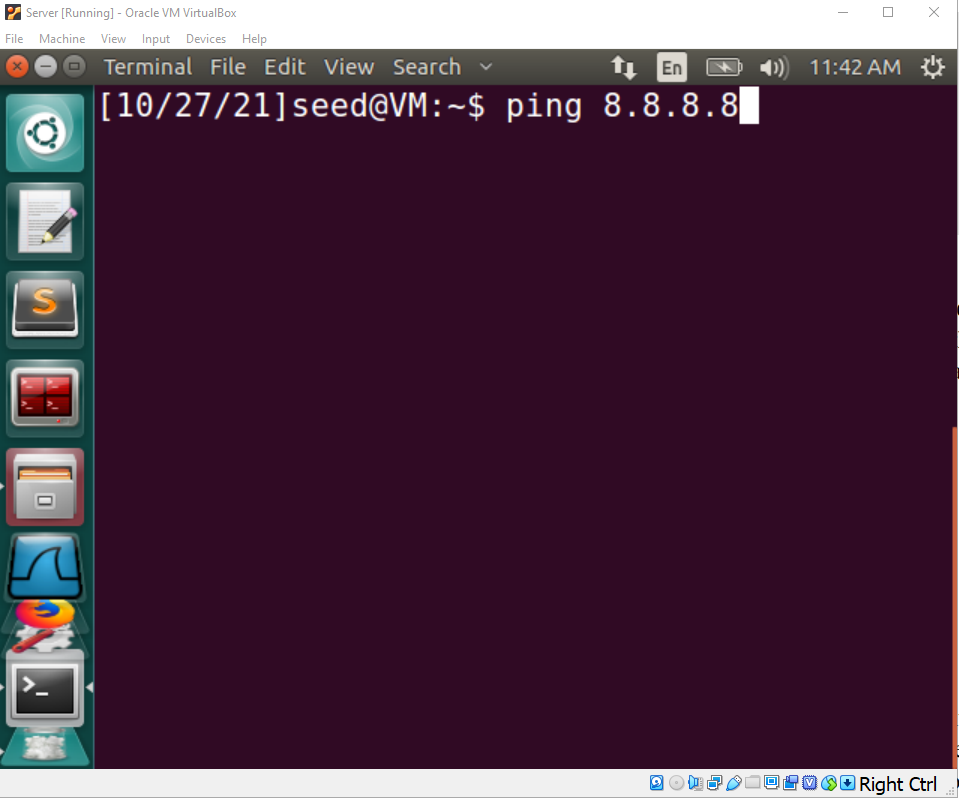 Server [Running] - Oracle VM VirtualBox
File Machine View Input Devices Help
Terminal File Edit View Search En 11:42 AM
[10/27/21]seed@VM:~$ ping 8.8.8.8
Right Ctrl